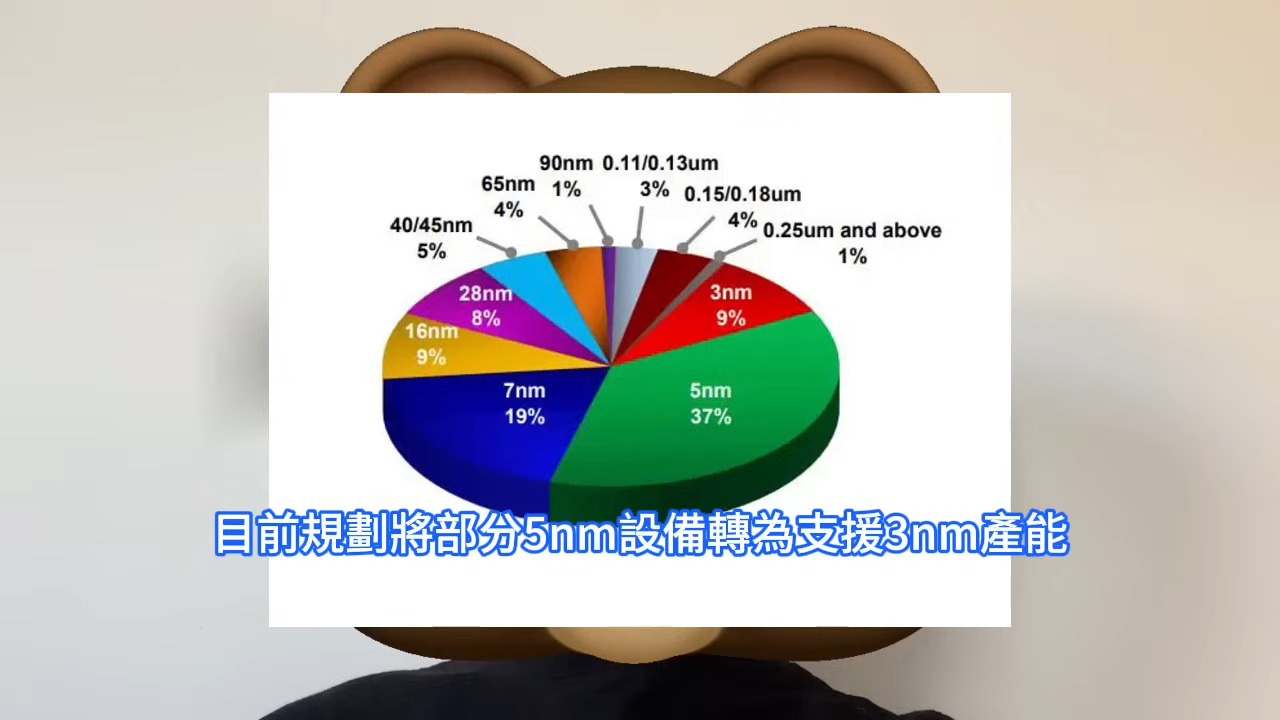 90nm
1%
0.11/0.13um
3%
65nm
4%
0.15/0.18um
4%
40/45nm
5%
0.25um and above
1%
28nm
8%
3nm
9%
16nm
9%
7nm
19%
5nm
37%
目前規劃將部分5nm設備轉為支援3nm產能